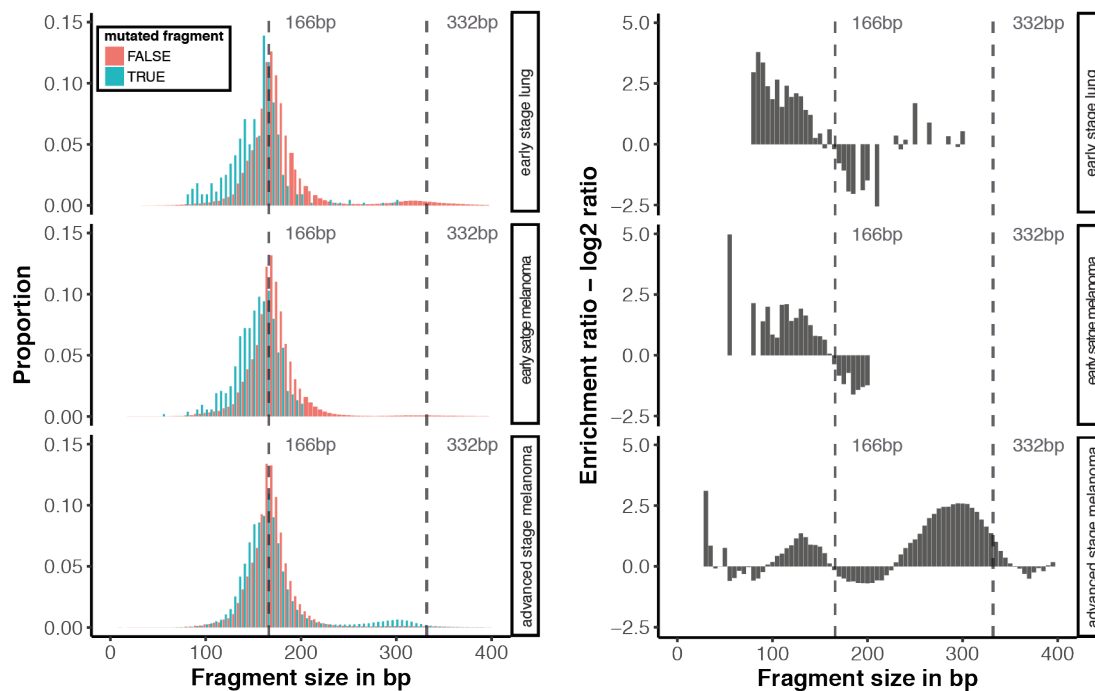 mutated fragment
FALSE
TRUE
166bp
332bp
0.15
0.10
0.05
0.00
early stage lung
166bp
332bp
0.15
0.10
0.05
0.00
early satge melanoma
166bp
332bp
0.15
0.10
0.05
0.00
advanced stage melanoma
Proportion
0
100
200
300
400
Fragment size in bp
166bp
332bp
5.0
2.5
0.0
−2.5
early stage lung
166bp
332bp
5.0
2.5
0.0
−2.5
early satge melanoma
166bp
332bp
5.0
2.5
0.0
−2.5
advanced stage melanoma
Enrichment ratio − log2 ratio
0
100
200
300
400
Fragment size in bp